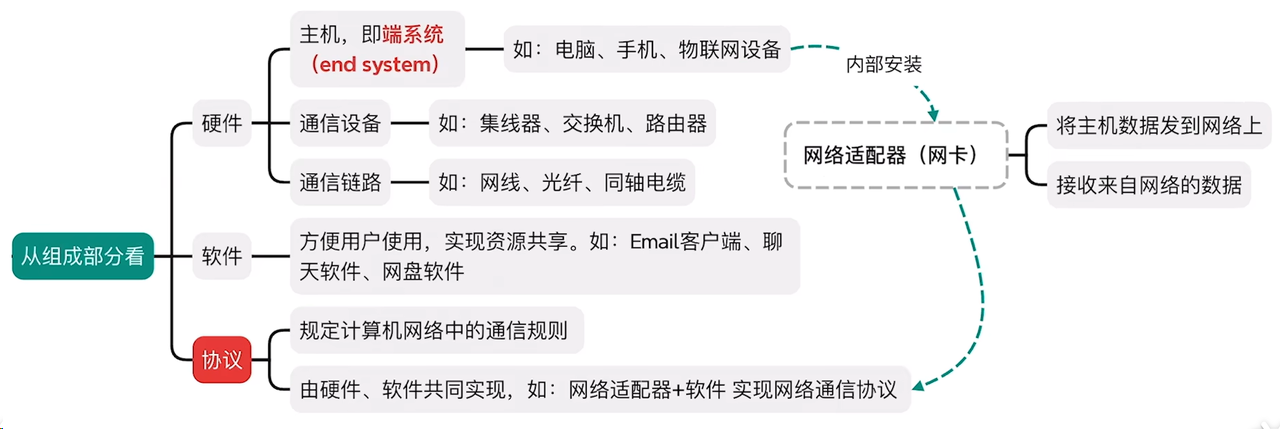 从组成部分看
硬件
主机，即端系统
（end system）
如：电脑、手机、物联网设备
内部安装
网络适配器（网卡）
将主机数据发到网络上
接收来自网络的数据
通信设备
如：集线器、交换机、路由器
通信链路
如：网线、光纤、同轴电缆
软件
方便用户使用，实现资源共享。如：Email客户端、聊
天软件、网盘软件
协议
规定计算机网络中的通信规则
由硬件、软件共同实现，如：网络适配器+软件 实现网络通信协议